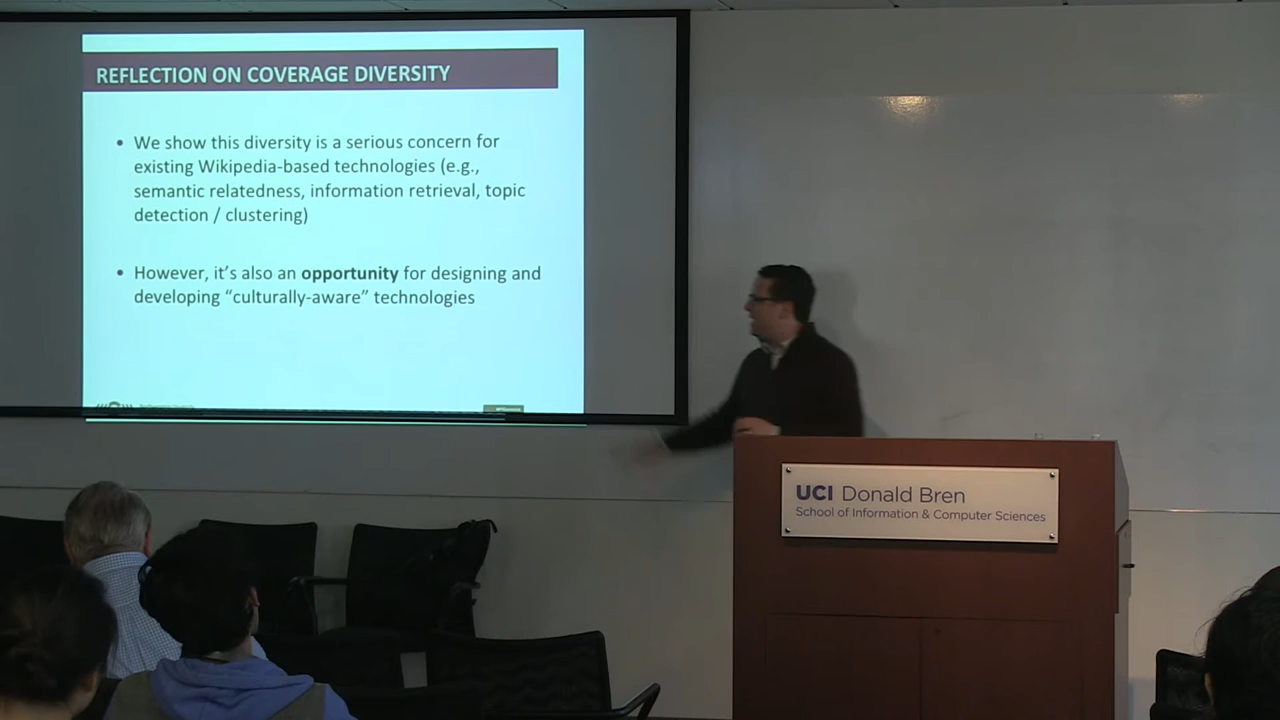 REFLECTION ON COVERAGE DIVERSITY
• We show this diversity is a serious concern for
existing Wikipedia-based technologies (e.g.,
semantic relatedness, information retrieval, topic
detection / clustering)
• However, it's also an opportunity for designing and
developing “culturally-aware” technologies
UCI Donald Bren
School of Information & Computer Sciences